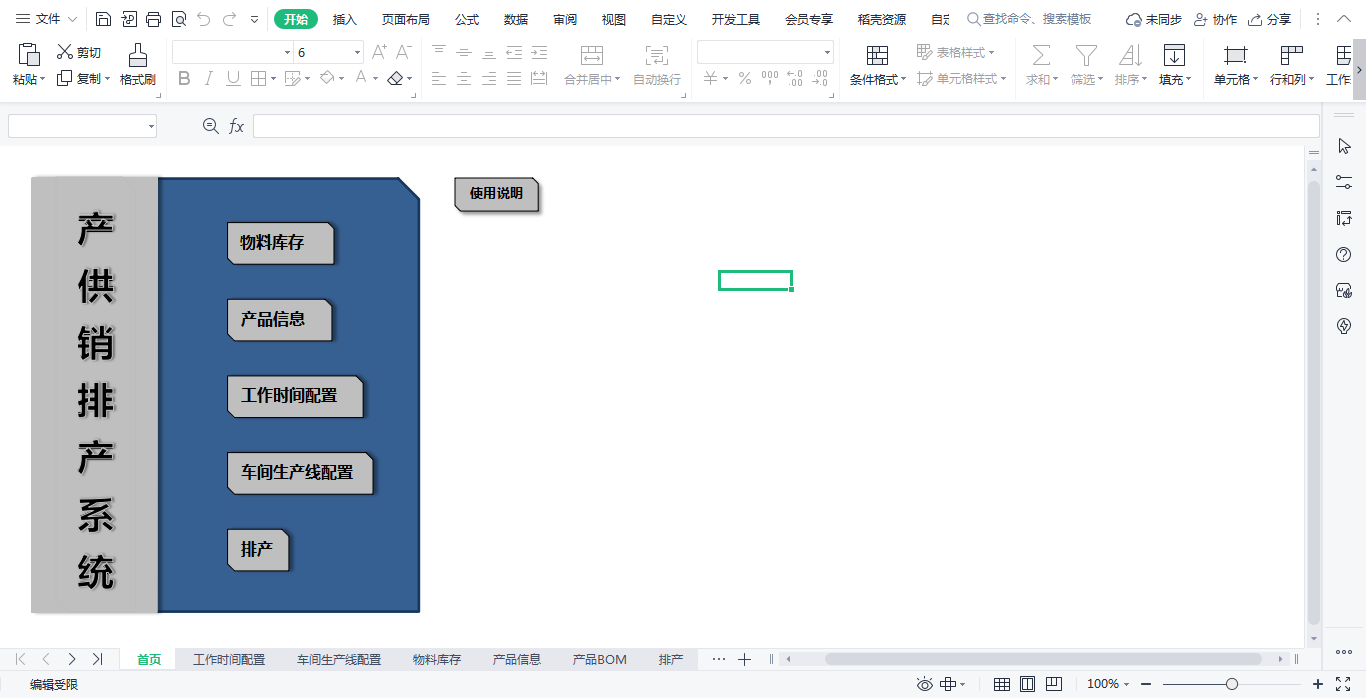 文件
开始 插入 页面布局 公式 数据 审阅 视图 自定义 开发工具 会员专享 稻壳资源 自定
查找命令、搜索模板
未同步 协作 分享
粘贴 剪切 复制 格式刷
6
B I U A
合并居中 自动换行
¥ % 000
条件格式 表格样式 单元格样式
求和 筛选 排序 填充 单元格 行和列 工作
fx
产供销排产系统
物料库存
产品信息
工作时间配置
车间生产线配置
排产
使用说明
首页 工作时间配置 车间生产线配置 物料库存 产品信息 产品BOM 排产 ···
编辑受限
100%